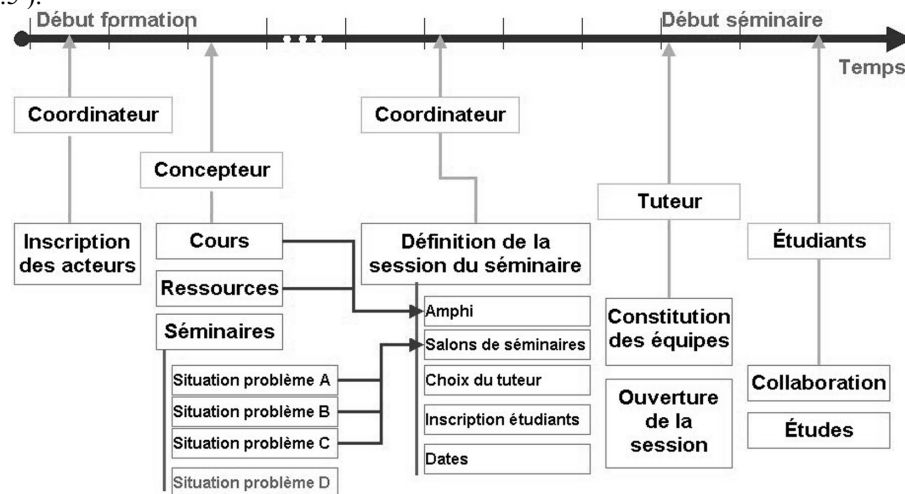 .5 ).
Début formation
Début séminaire
Temps
Coordinateur
Coordinateur
Concepteur
Tuteur
Inscription
des acteurs
Cours
Ressources
Séminaires
Situation problème A
Situation problème B
Situation problème C
Situation problème D
Définition de la
session du séminaire
Amphi
Salons de séminaires
Choix du tuteur
Inscription étudiants
Dates
Constitution
des équipes
Ouverture
de la
session
Étudiants
Collaboration
Études